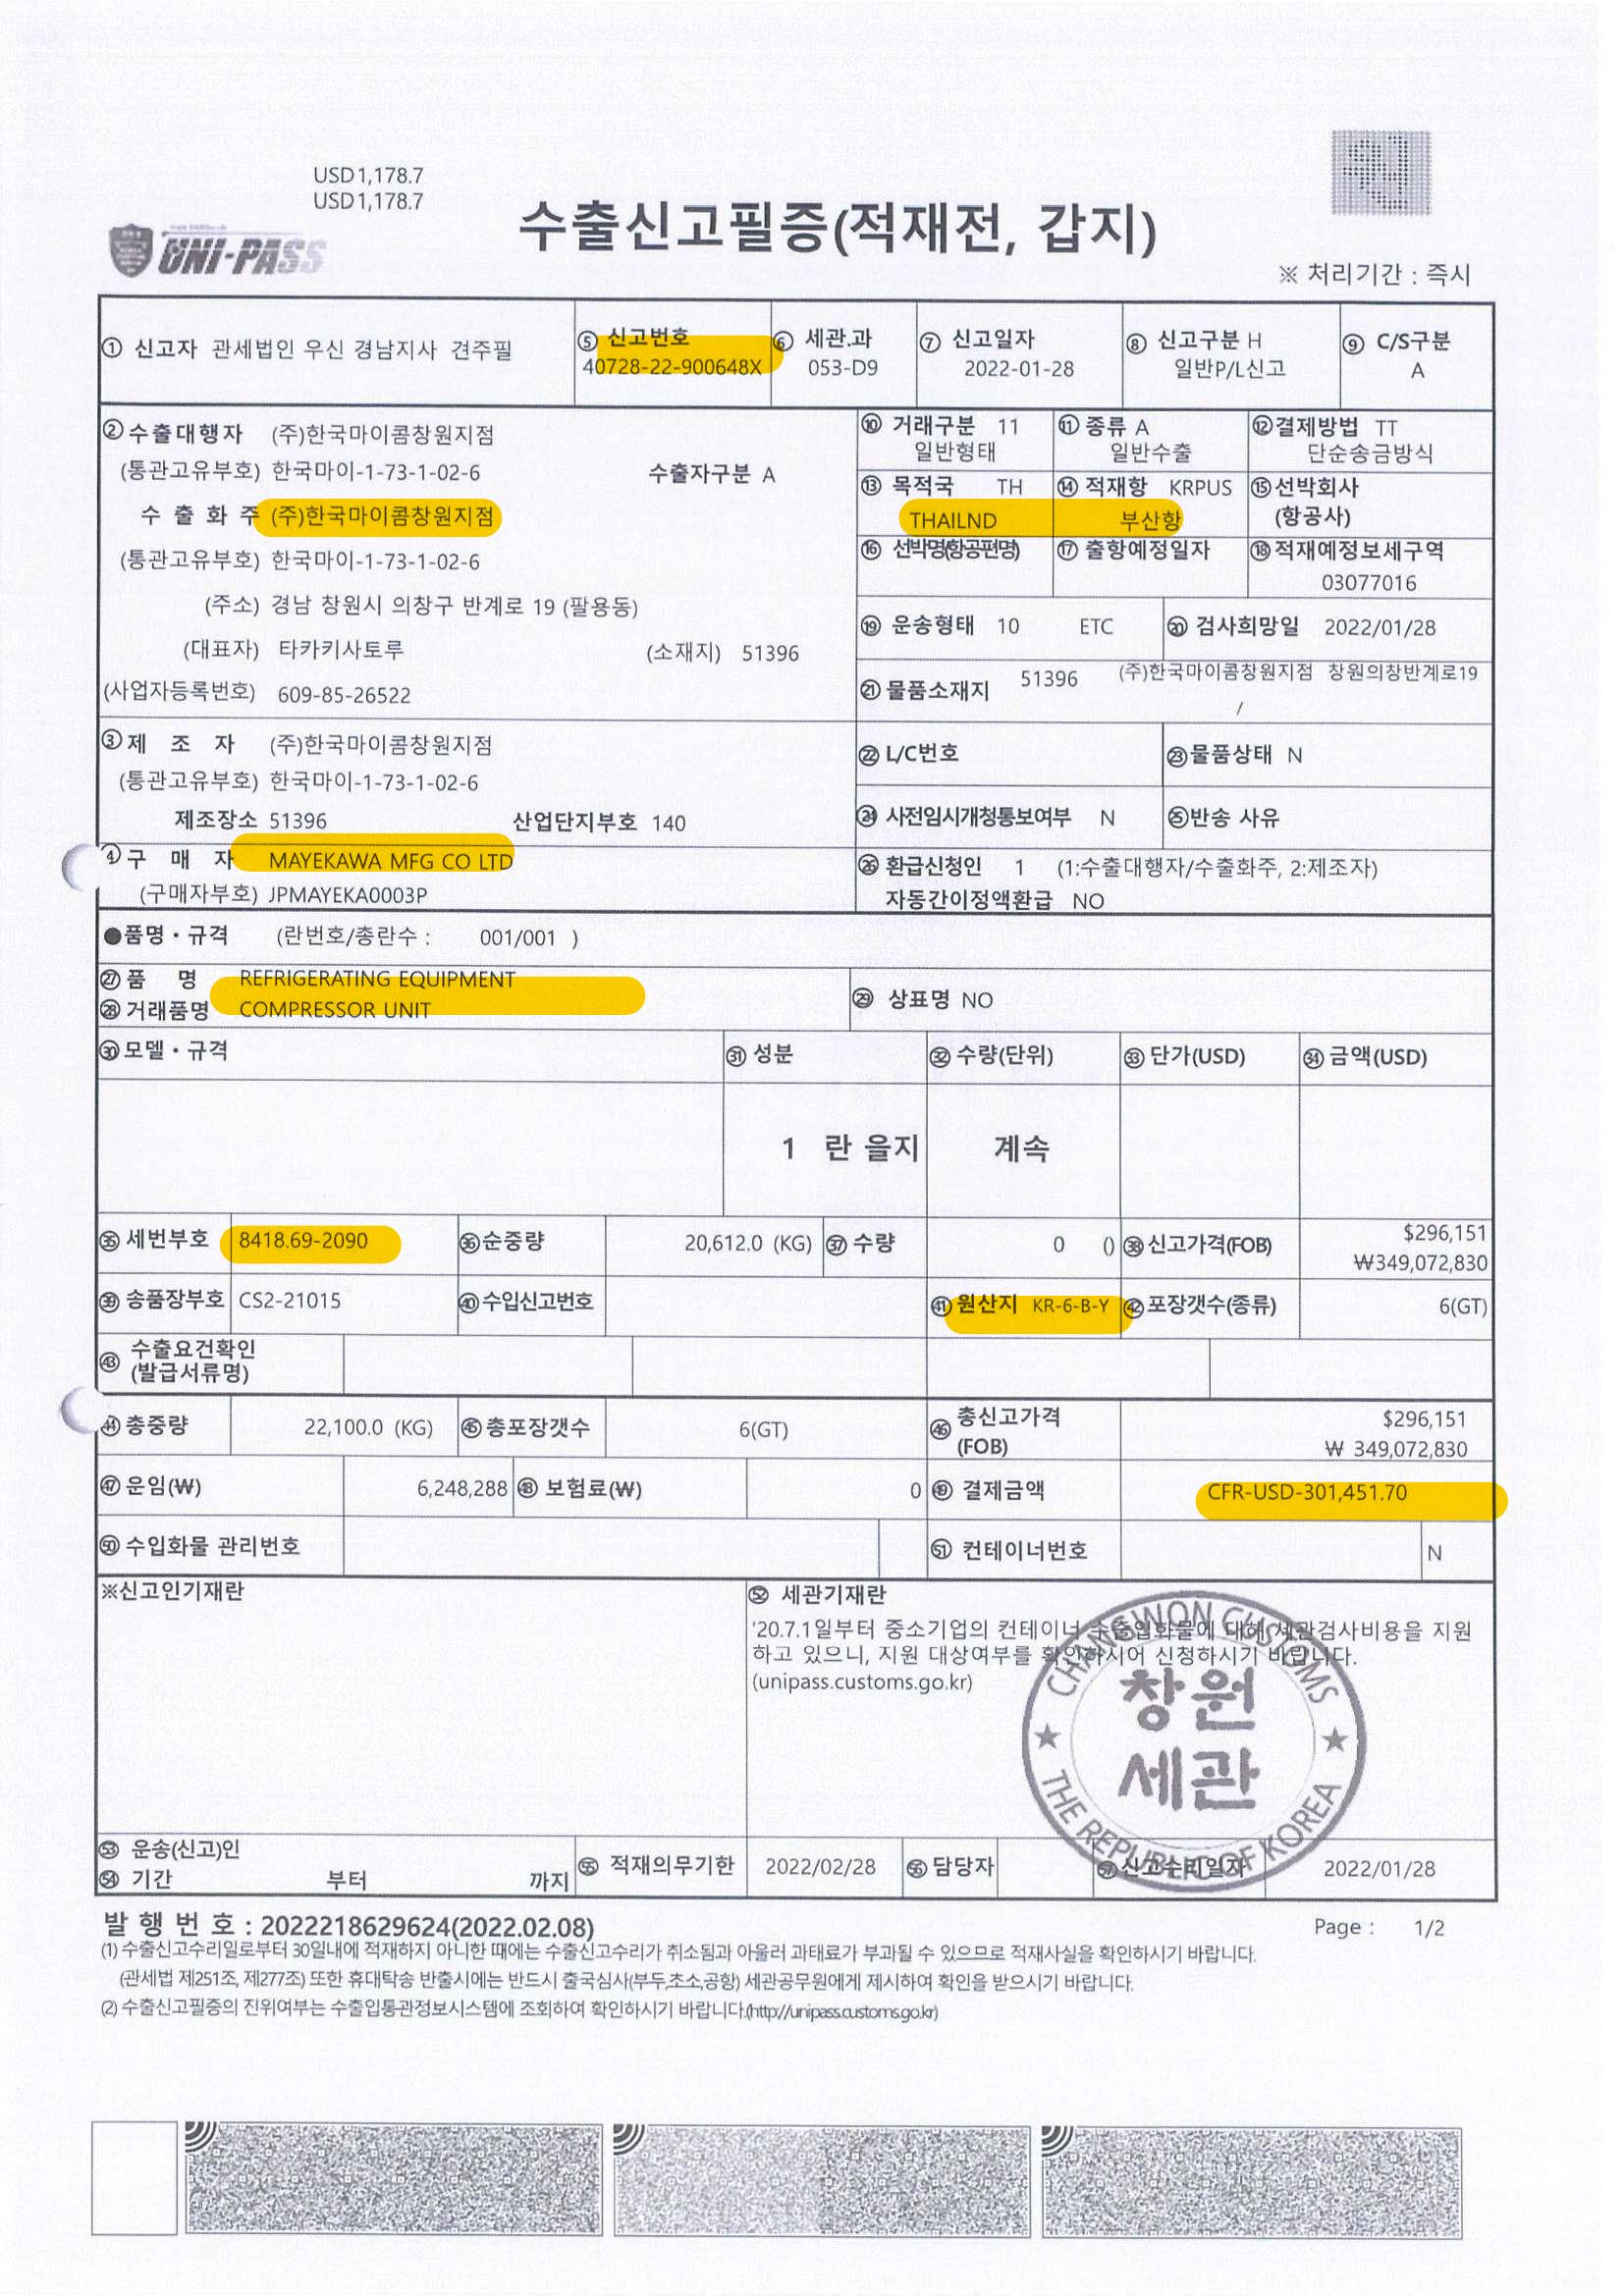 USD1,178.7
USD1,178.7
UNI-PASS
수출신고필증(적재전, 갑지)
※ 처리기간 : 즉시
① 신고자 관세법인 우신 경남지사 견주필
⑤ 신고번호
40728-22-900648X
⑥ 세관.과
053-D9
⑦ 신고일자
2022-01-28
⑧ 신고구분 H
일반P/L신고
⑨ C/S구분
A
② 수출대행자 (주)한국마이콤창원지점
(통관고유부호) 한국마이-1-73-1-02-6 수출자구분 A
수 출 화 주 (주)한국마이콤창원지점
(통관고유부호) 한국마이-1-73-1-02-6
(주소) 경남 창원시 의창구 반계로 19 (팔용동)
(대표자) 타카키사토루 (소재지) 51396
(사업자등록번호) 609-85-26522
⑩ 거래구분 11
일반형태
⑪ 종류 A
일반수출
⑫결제방법 TT
단순송금방식
⑬ 목적국 TH
THAILND
⑭ 적재항 KRPUS
부산항
⑮선박회사
(항공사)
⑯ 선박명(항공편명)
⑰ 출항예정일자
⑱적재예정보세구역
03077016
⑲ 운송형태 10 ETC
⑳ 검사희망일 2022/01/28
㉑ 물품소재지 51396 (주)한국마이콤창원지점 창원의창반계로19
/
③ 제 조 자 (주)한국마이콤창원지점
(통관고유부호) 한국마이-1-73-1-02-6
제조장소 51396 산업단지부호 140
㉒ L/C번호
㉓물품상태 N
㉔ 사전임시개청통보여부 N
㉕반송 사유
④ 구 매 자 MAYEKAWA MFG CO LTD
(구매자부호) JPMAYEKA0003P
㉖ 환급신청인 1 (1:수출대행자/수출화주, 2:제조자)
자동간이정액환급 NO
●품명・규격 (란번호/총란수 : 001/001 )
㉗ 품 명 REFRIGERATING EQUIPMENT
㉘ 거래품명 COMPRESSOR UNIT
㉙ 상표명 NO
㉚모델・규격
㉛ 성분
㉜ 수량(단위)
㉝ 단가(USD)
㉞ 금액(USD)
1 란 을지 계속
㉟ 세번부호 8418.69-2090
㊱순중량 20,612.0 (KG)
㊲ 수량 0 ()
㊳신고가격(FOB) $296,151
₩349,072,830
㊴ 송품장부호 CS2-21015
㊵수입신고번호
㊶ 원산지 KR-6-B-Y
㊷포장갯수(종류) 6(GT)
㊸ 수출요건확인
(발급서류명)
㊹ 총중량 22,100.0 (KG)
㊺총포장갯수 6(GT)
㊻ 총신고가격
(FOB)
$296,151
₩ 349,072,830
㊼ 운임(₩) 6,248,288
㊽ 보험료(₩) 0
㊾ 결제금액 CFR-USD-301,451.70
㊿ 수입화물 관리번호
51 컨테이너번호 N
※신고인기재란
52 세관기재란
'20.7.1일부터 중소기업의 컨테이너 수출입화물에 대해 세관검사비용을 지원
하고 있으니, 지원 대상여부를 확인하시어 신청하시기 바랍니다.
(unipass.customs.go.kr)
CHANGWON CUSTOMS
창원
세관
THE REPUBLIC OF KOREA
53 운송(신고)인
54 기간 부터 까지
55 적재의무기한 2022/02/28
56 담당자
57 신고수리일자 2022/01/28
발 행 번 호 : 2022218629624(2022.02.08)
Page : 1/2
(1) 수출신고수리일로부터 30일내에 적재하지 아니한 때에는 수출신고수리가 취소됨과 아울러 과태료가 부과될 수 있으므로 적재사실을 확인하시기 바랍니다.
(관세법 제251조, 제277조) 또한 휴대탁송 반출시에는 반드시 출국심사(부두,초소,공항) 세관공무원에게 제시하여 확인을 받으시기 바랍니다.
(2) 수출신고필증의 진위여부는 수출입통관정보시스템에 조회하여 확인하시기 바랍니다.(http://unipass.customs.go.kr)